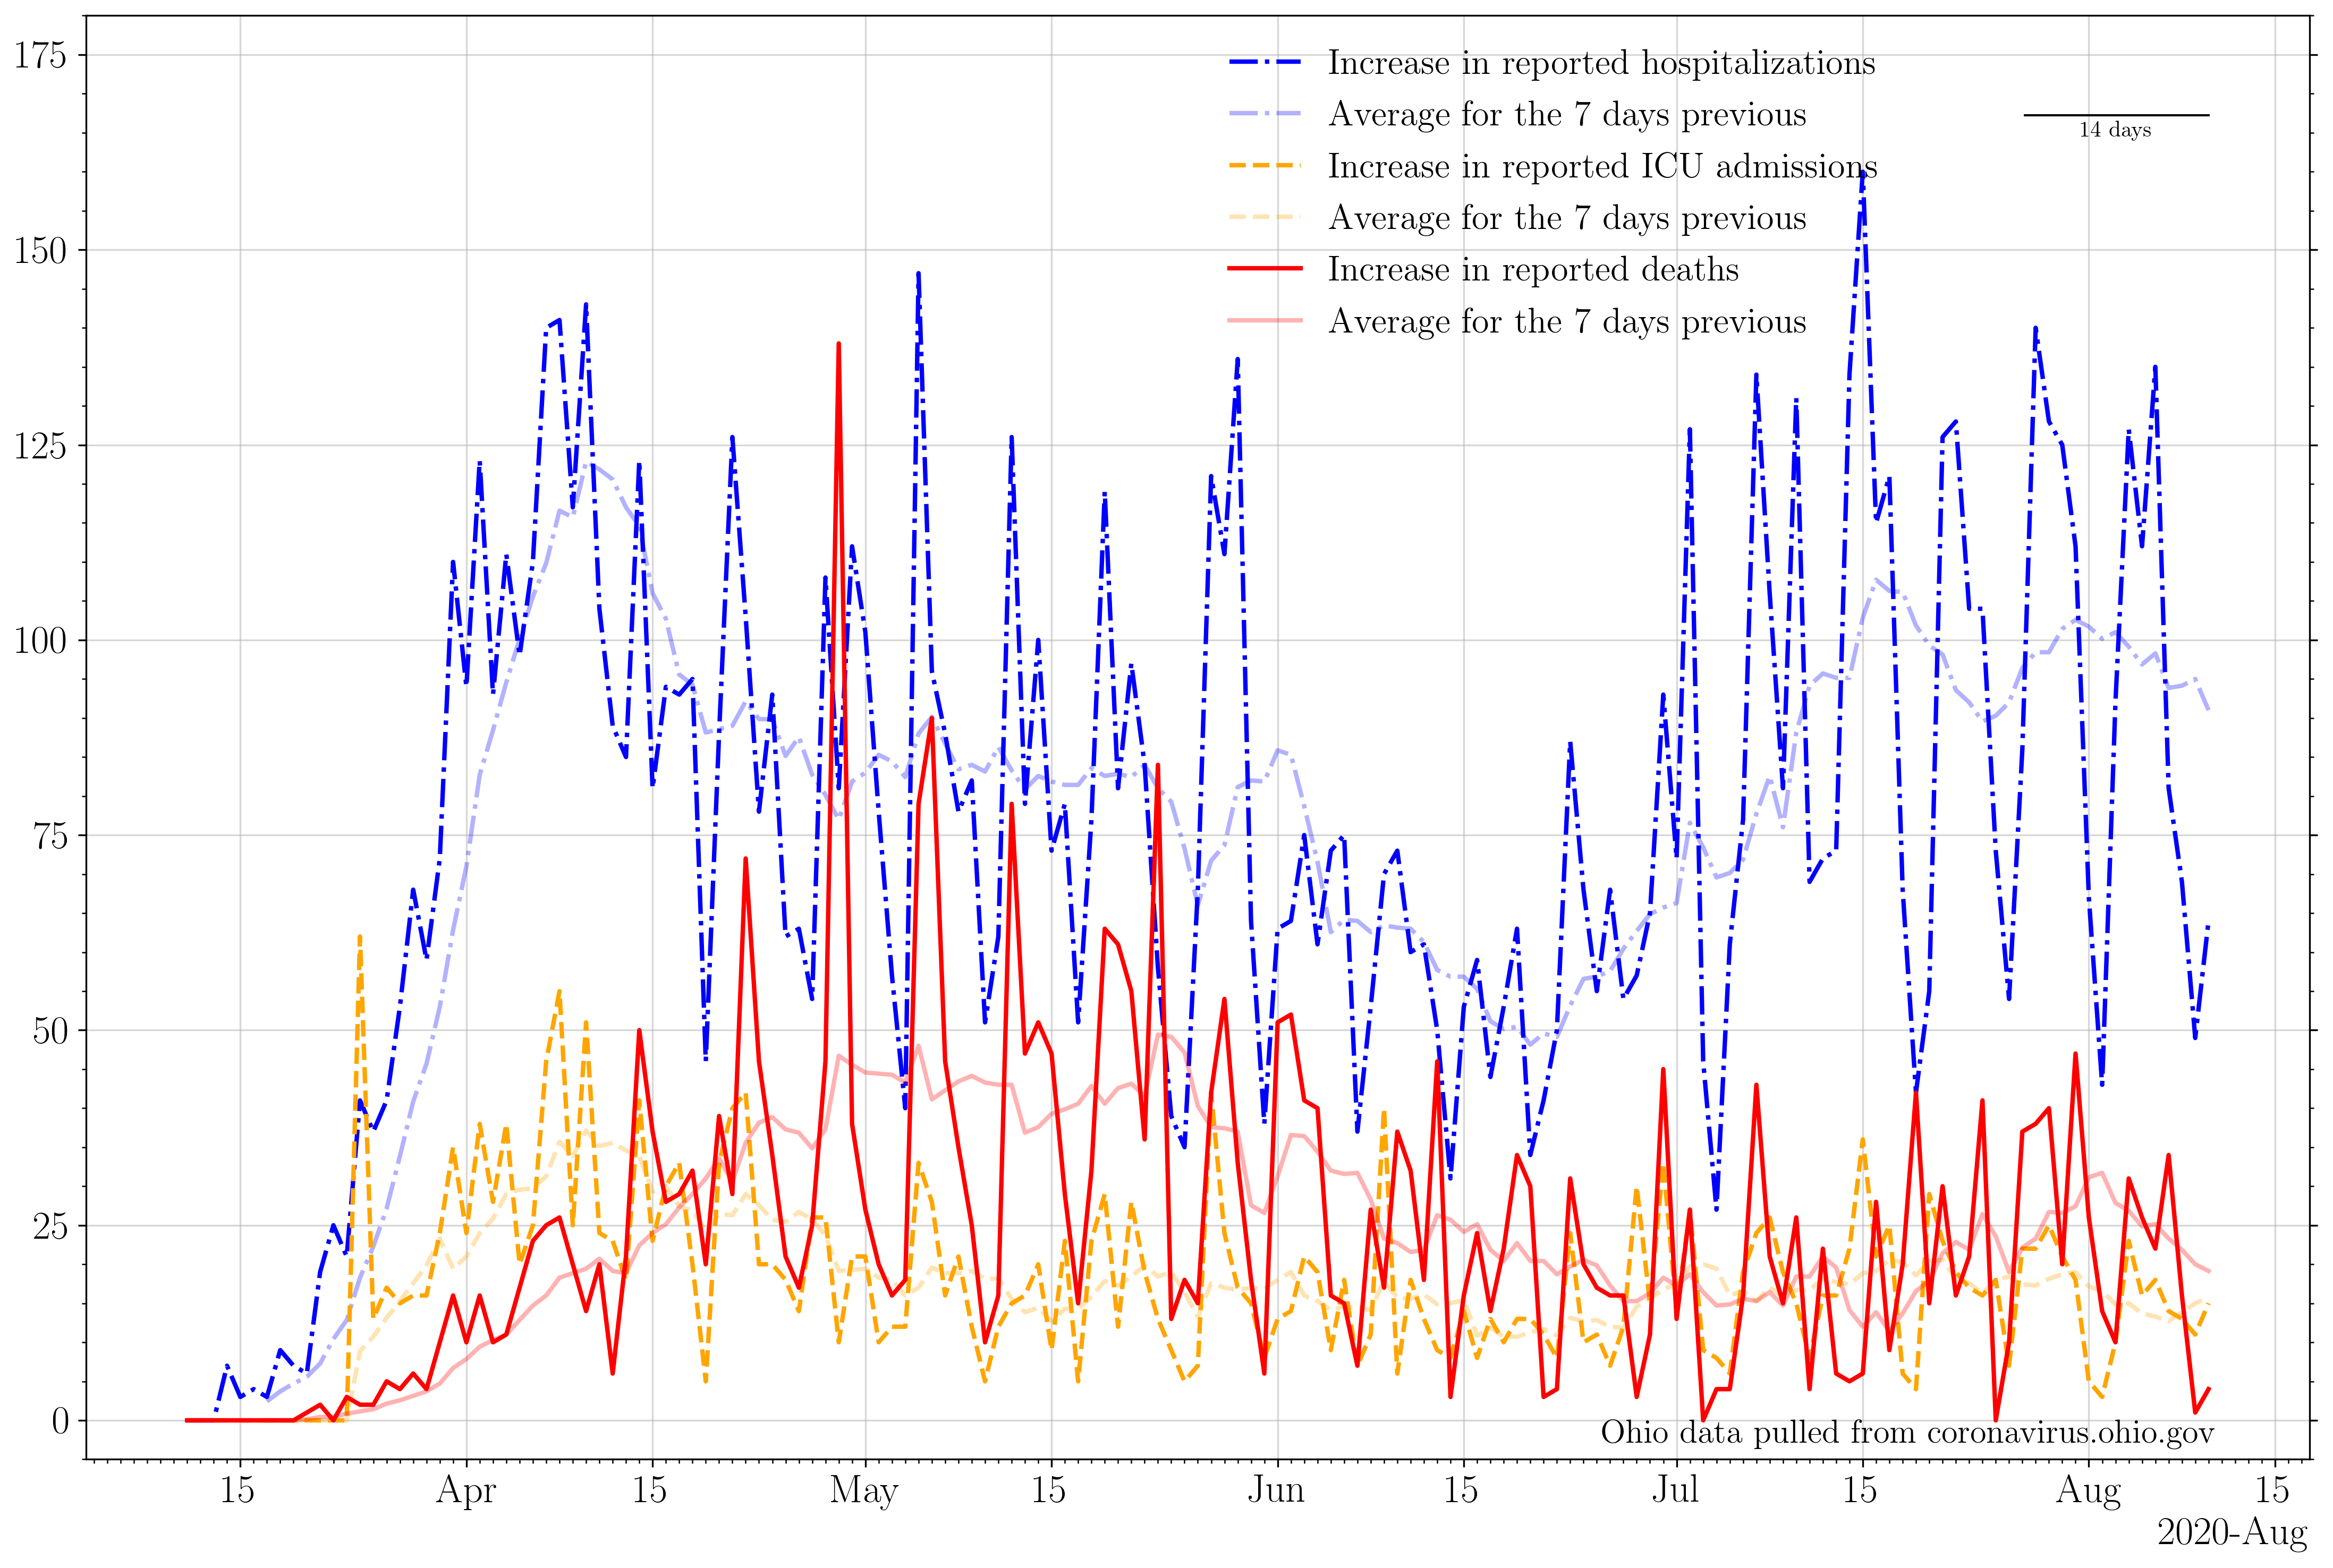 175
150
125
100
75
50
25
0
Increase in reported hospitalizations
Average for the 7 days previous
Increase in reported ICU admissions
Average for the 7 days previous
Increase in reported deaths
Average for the 7 days previous
14 days
Ohio data pulled from coronavirus.ohio.gov
15 Apr 15 May 15 Jun 15 Jul 15 Aug 15
2020-Aug